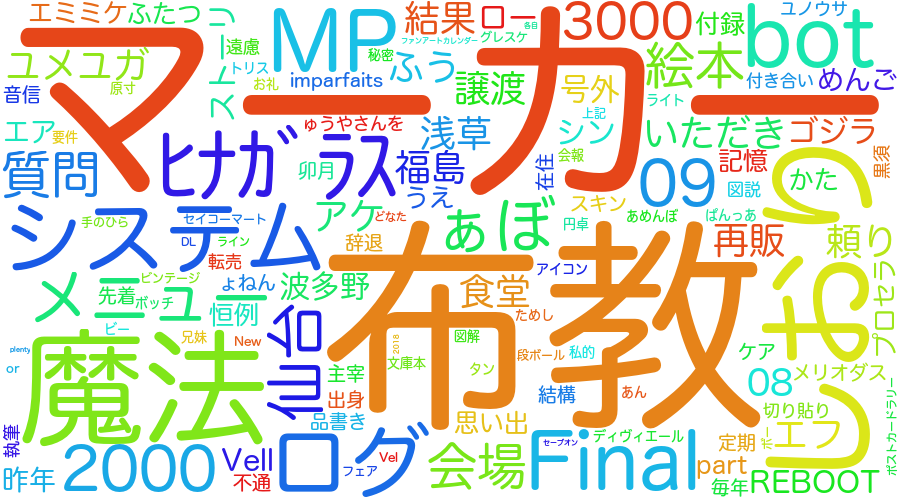 エミミケ
ふたつ
MP
結果
ロー
3000
付録
ユノウサ
bot
マーカー
ストーリ
遠慮
トリス
秘密
ファンアートカレンダー
グレスケ
各自
ユメユガ
お礼
imparfaits
ふう
譲渡
号外
絵本
付き合い
めんご
音信
原寸
ゅうやさんを
上記
ライト
エア
要件
ヒナガ
ラス
浅草
シン
いただき
ゴジラ
質問
卯月
福島
会報
在住
09
記憶
黒須
うえ
スキン
図説
かた
しおり
手のひら
セイコーマート
アケ
どなた
ぁぼ
円卓
あめんぼ
ぱんつぁ
システム
DL
ライン
辞退
布教
再販
頼り
転売
アイコン
メニュ
ビンテージ
ょねん
波多野
食堂
プロセラ
先着
ボッチ
恒例
ためし
魔法
ビー
仙台
兄妹
New
2018
図解
段ボール
私的
ケア
plenty
or
文庫本
タン
08
メリオダス
主宰
出身
結構
あん
切り貼り
執筆
品書き
思い出
定期
ボー
エフ
ポストカードラリー
昨年
2000
Vell
不通
ログ
フェア
Vel
会場
セーブオン
Final
ディヴィエール
part
毎年
REBOOT